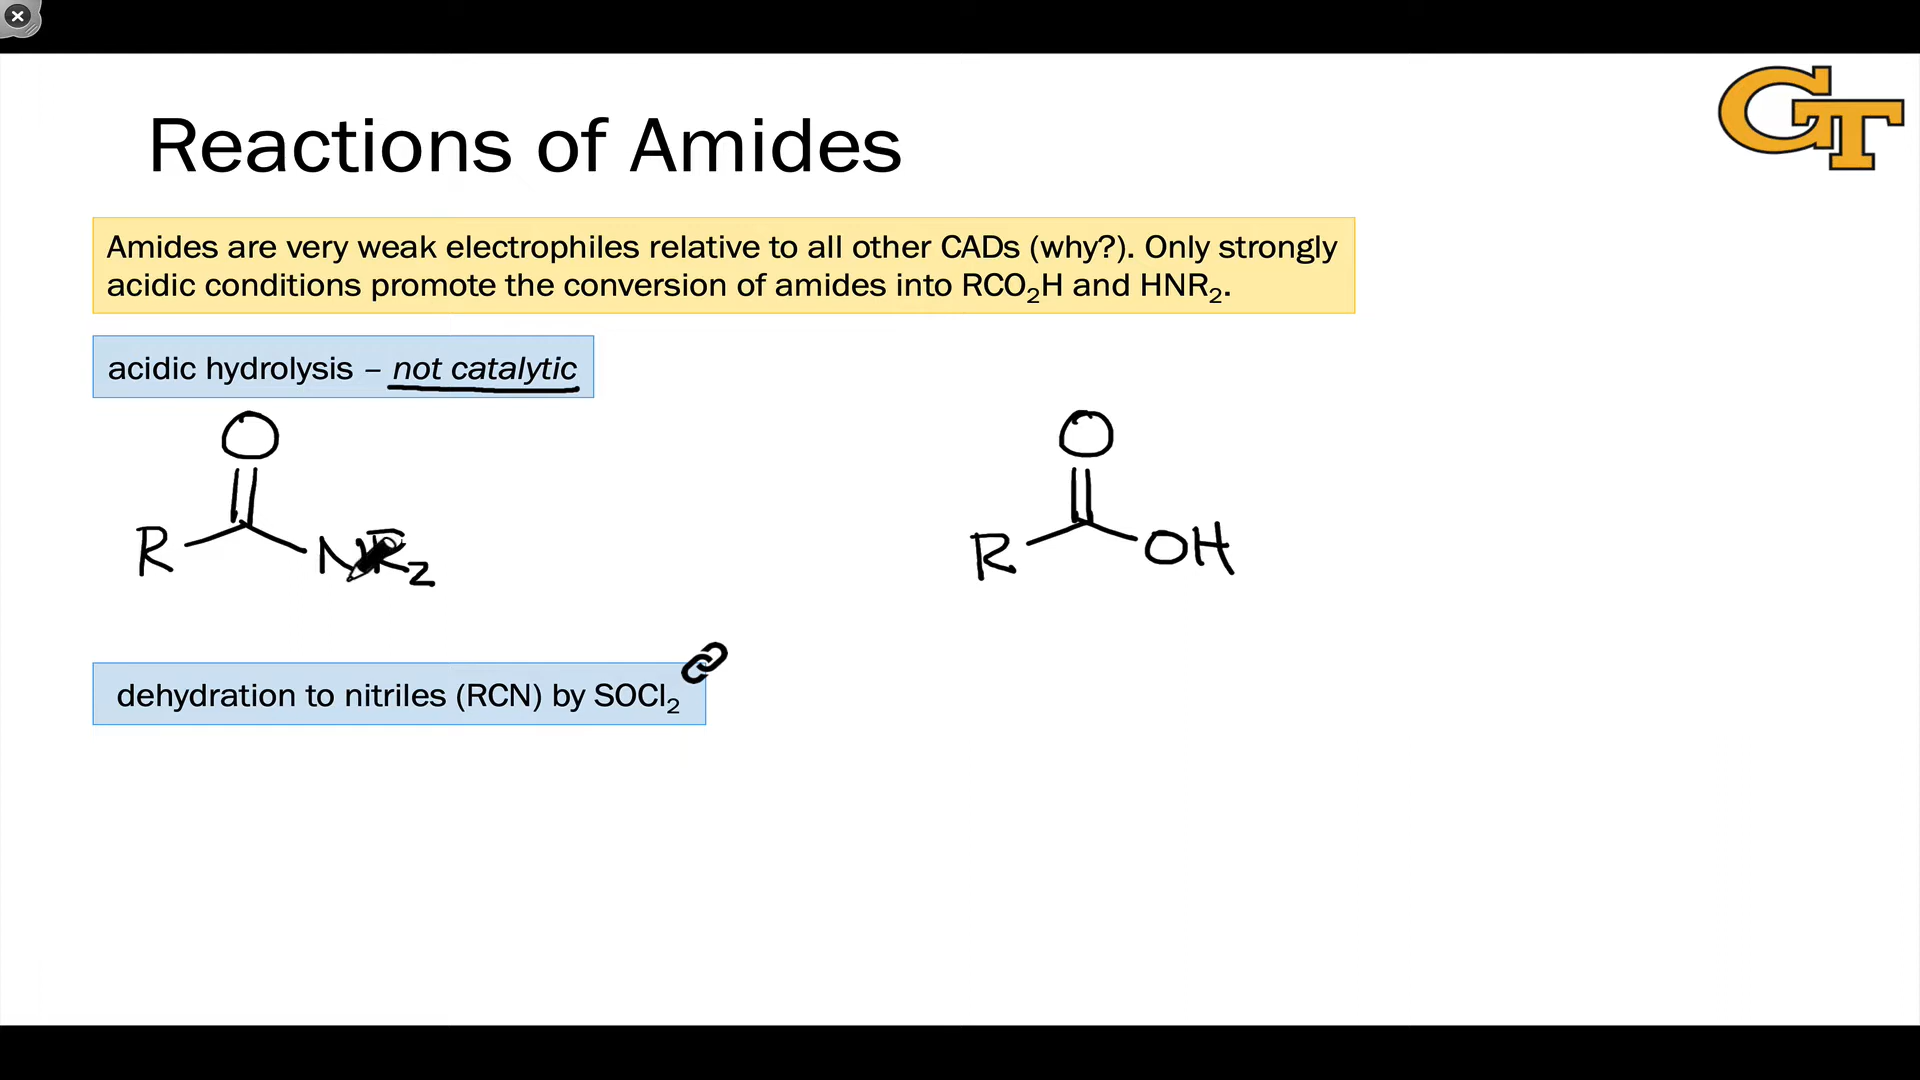 GT
Reactions of Amides
Amides are very weak electrophiles relative to all other CADs (why?). Only strongly
acidic conditions promote the conversion of amides into RCO₂H and HNR₂.
acidic hydrolysis – not catalytic
O
R NR₂
O
R OH
dehydration to nitriles (RCN) by SOCl₂